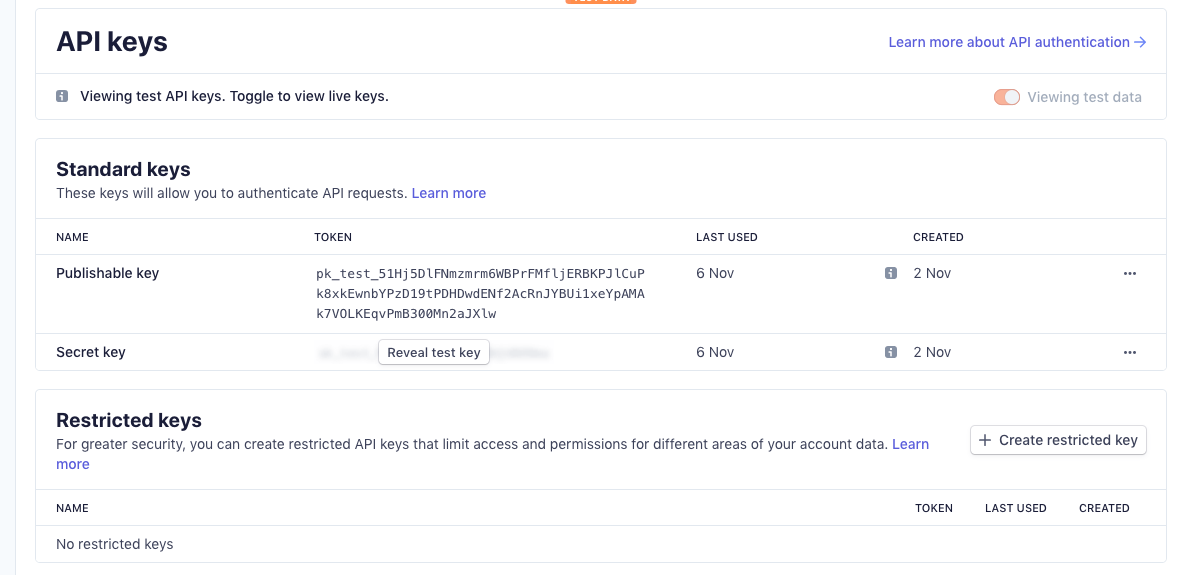 API keys
Learn more about API authentication →
Viewing test API keys. Toggle to view live keys.
Viewing test data
Standard keys
These keys will allow you to authenticate API requests. Learn more
NAME TOKEN LAST USED CREATED
Publishable key pk_test_51Hj5DlFNmzmrm6WBPrFMfljERBKPJlCuP 6 Nov 2 Nov
k8xkEwnbYPzD19tPDHDwdENf2AcRnJYBUi1xeYpAMA
k7VOLKEqvPmB300Mn2aJXlw
Secret key Reveal test key 6 Nov 2 Nov
Restricted keys
For greater security, you can create restricted API keys that limit access and permissions for different areas of your account data. Learn
more
+ Create restricted key
NAME TOKEN LAST USED CREATED
No restricted keys